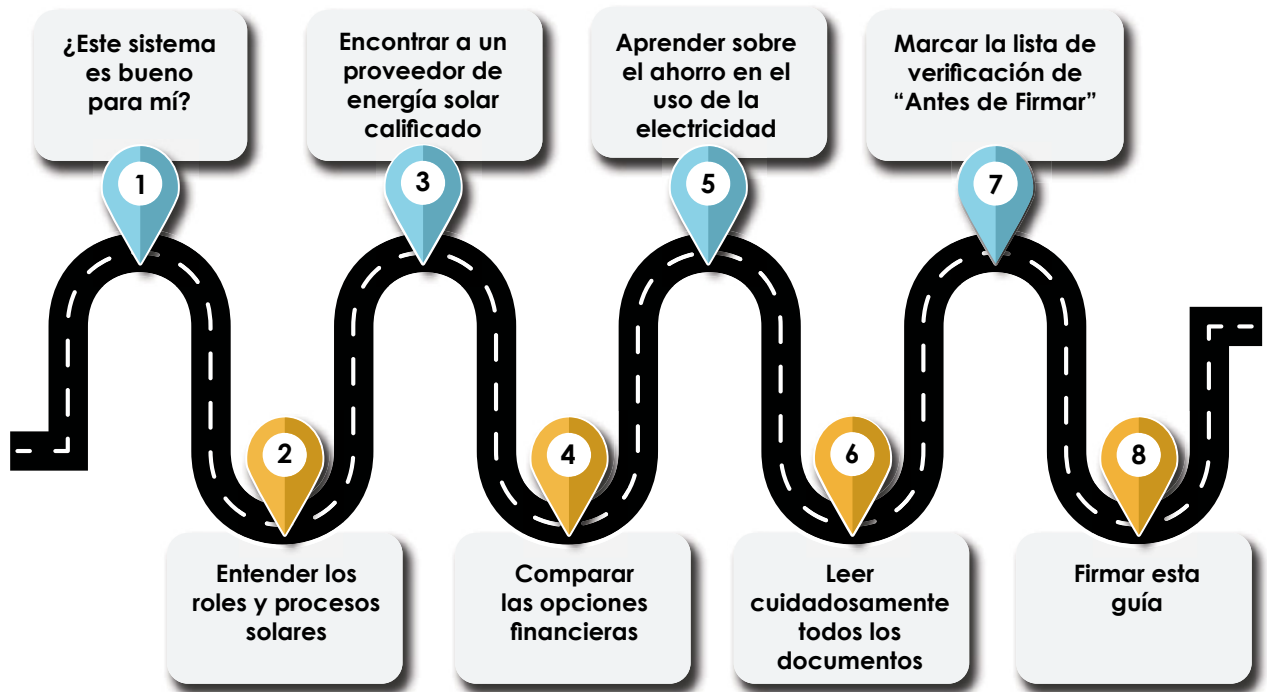 ¿Este sistema
es bueno
para mí?
1
Entender los
roles y procesos
solares
2
Encontrar a un
proveedor de
energía solar
calificado
3
Comparar
las opciones
financieras
4
Aprender sobre
el ahorro en el
uso de la
electricidad
5
Leer
cuidadosamente
todos los
documentos
6
Marcar la lista de
verificación de
“Antes de Firmar”
7
Firmar esta
guía
8